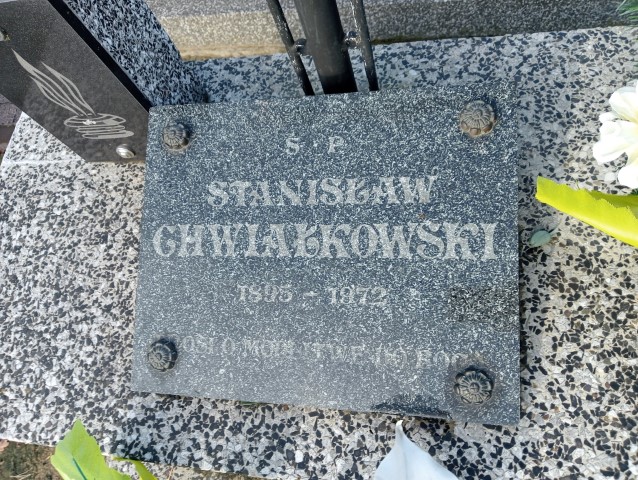 Ś. P.
STANISŁAW
CHWIAŁKOWSKI
1895 - 1972